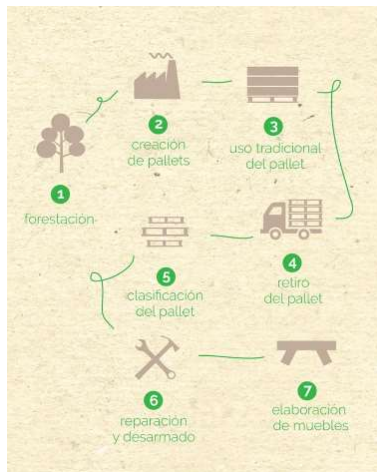 1
forestación
2
creación
de pallets
3
uso tradicional
del pallet
4
retiro
del pallet
5
clasificación
del pallet
6
reparación
y desarmado
7
elaboración
de muebles